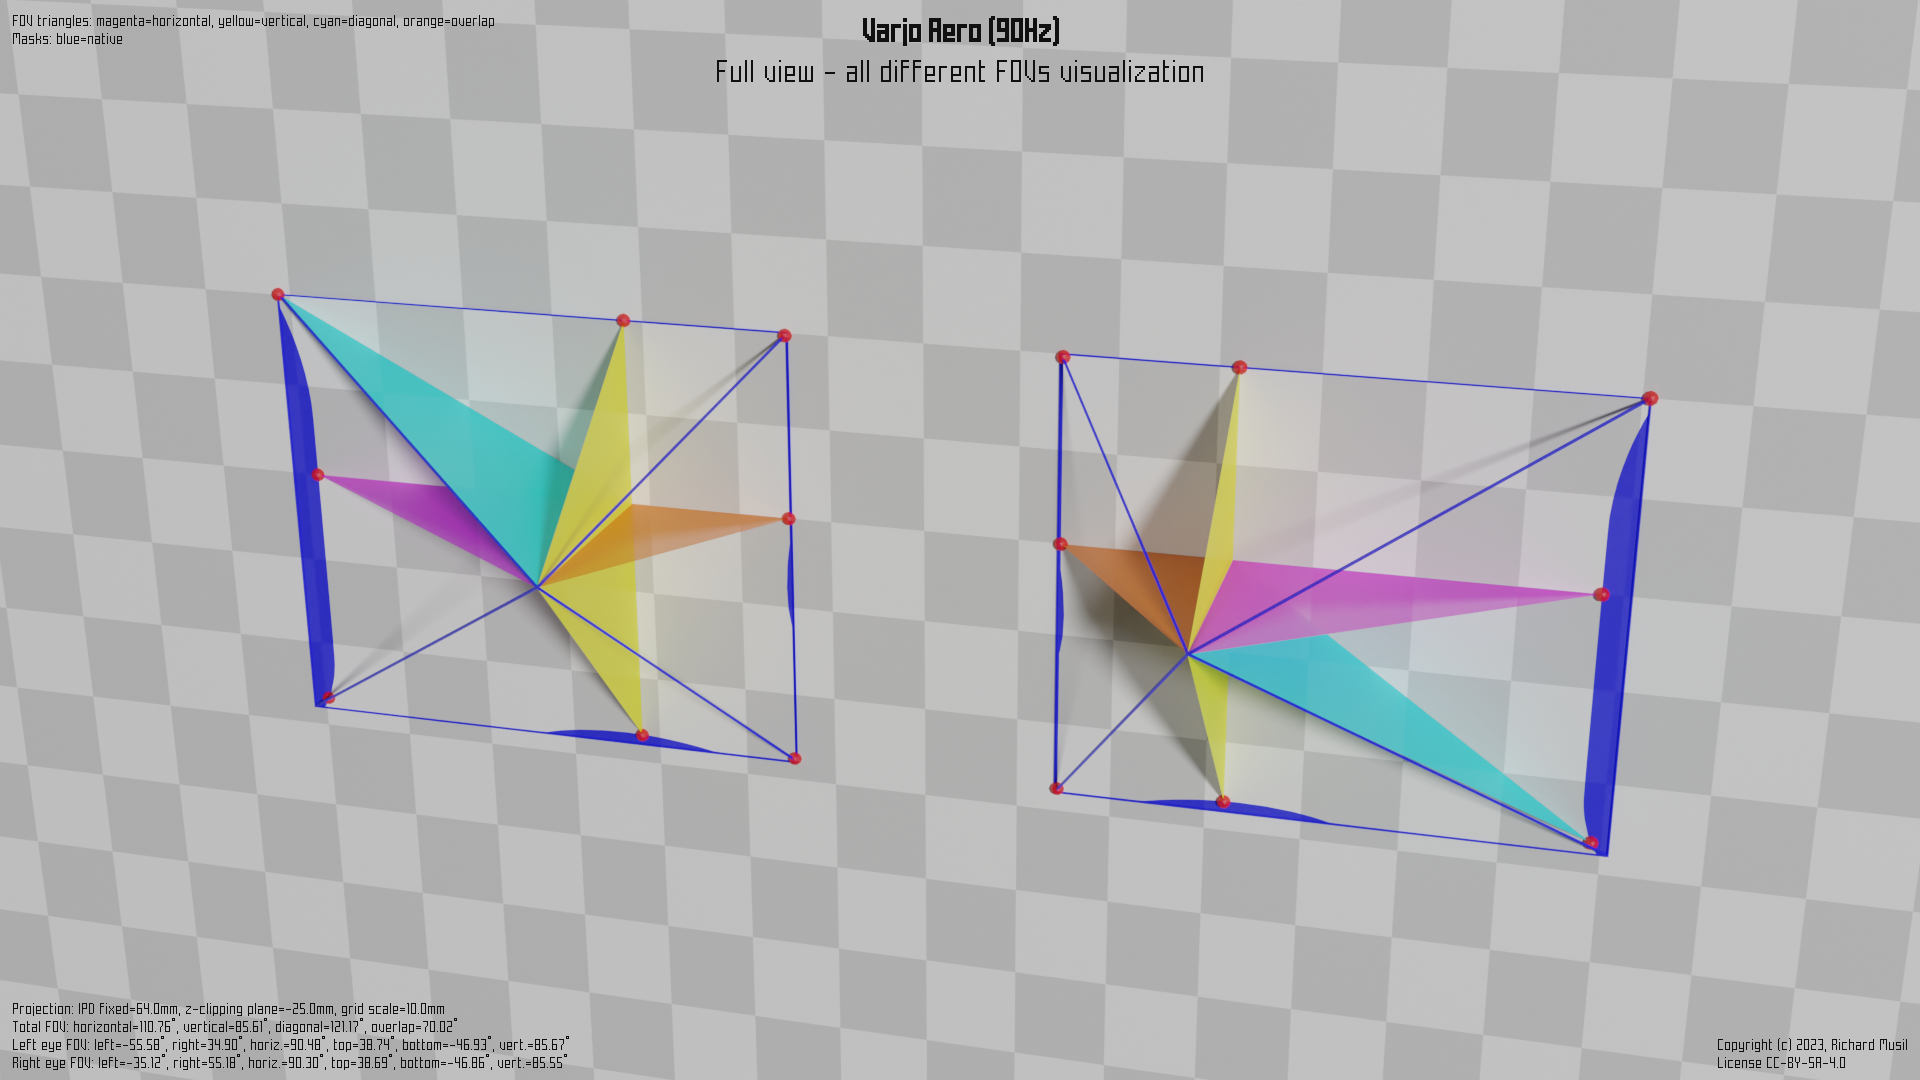 FOV triangles: magenta=horizontal, yellow=vertical, cyan=diagonal, orange=overlap
Masks: blue=native
Varjo Aero (90Hz)
Full view - all different FOVs visualization
Projection: IPD fixed=64.0mm, z-clipping plane=-25.0mm, grid scale=10.0mm
Total FOV: horizontal=110.76°, vertical=85.61°, diagonal=121.17°, overlap=70.02°
Left eye FOV: left=-55.58°, right=34.90°, horiz.=90.48°, top=38.74°, bottom=-46.93°, vert.=85.67°
Right eye FOV: left=-35.12°, right=55.18°, horiz.=90.30°, top=38.69°, bottom=-46.86°, vert.=85.55°
Copyright (c) 2023, Richard Musil
License CC-BY-SA-4.0